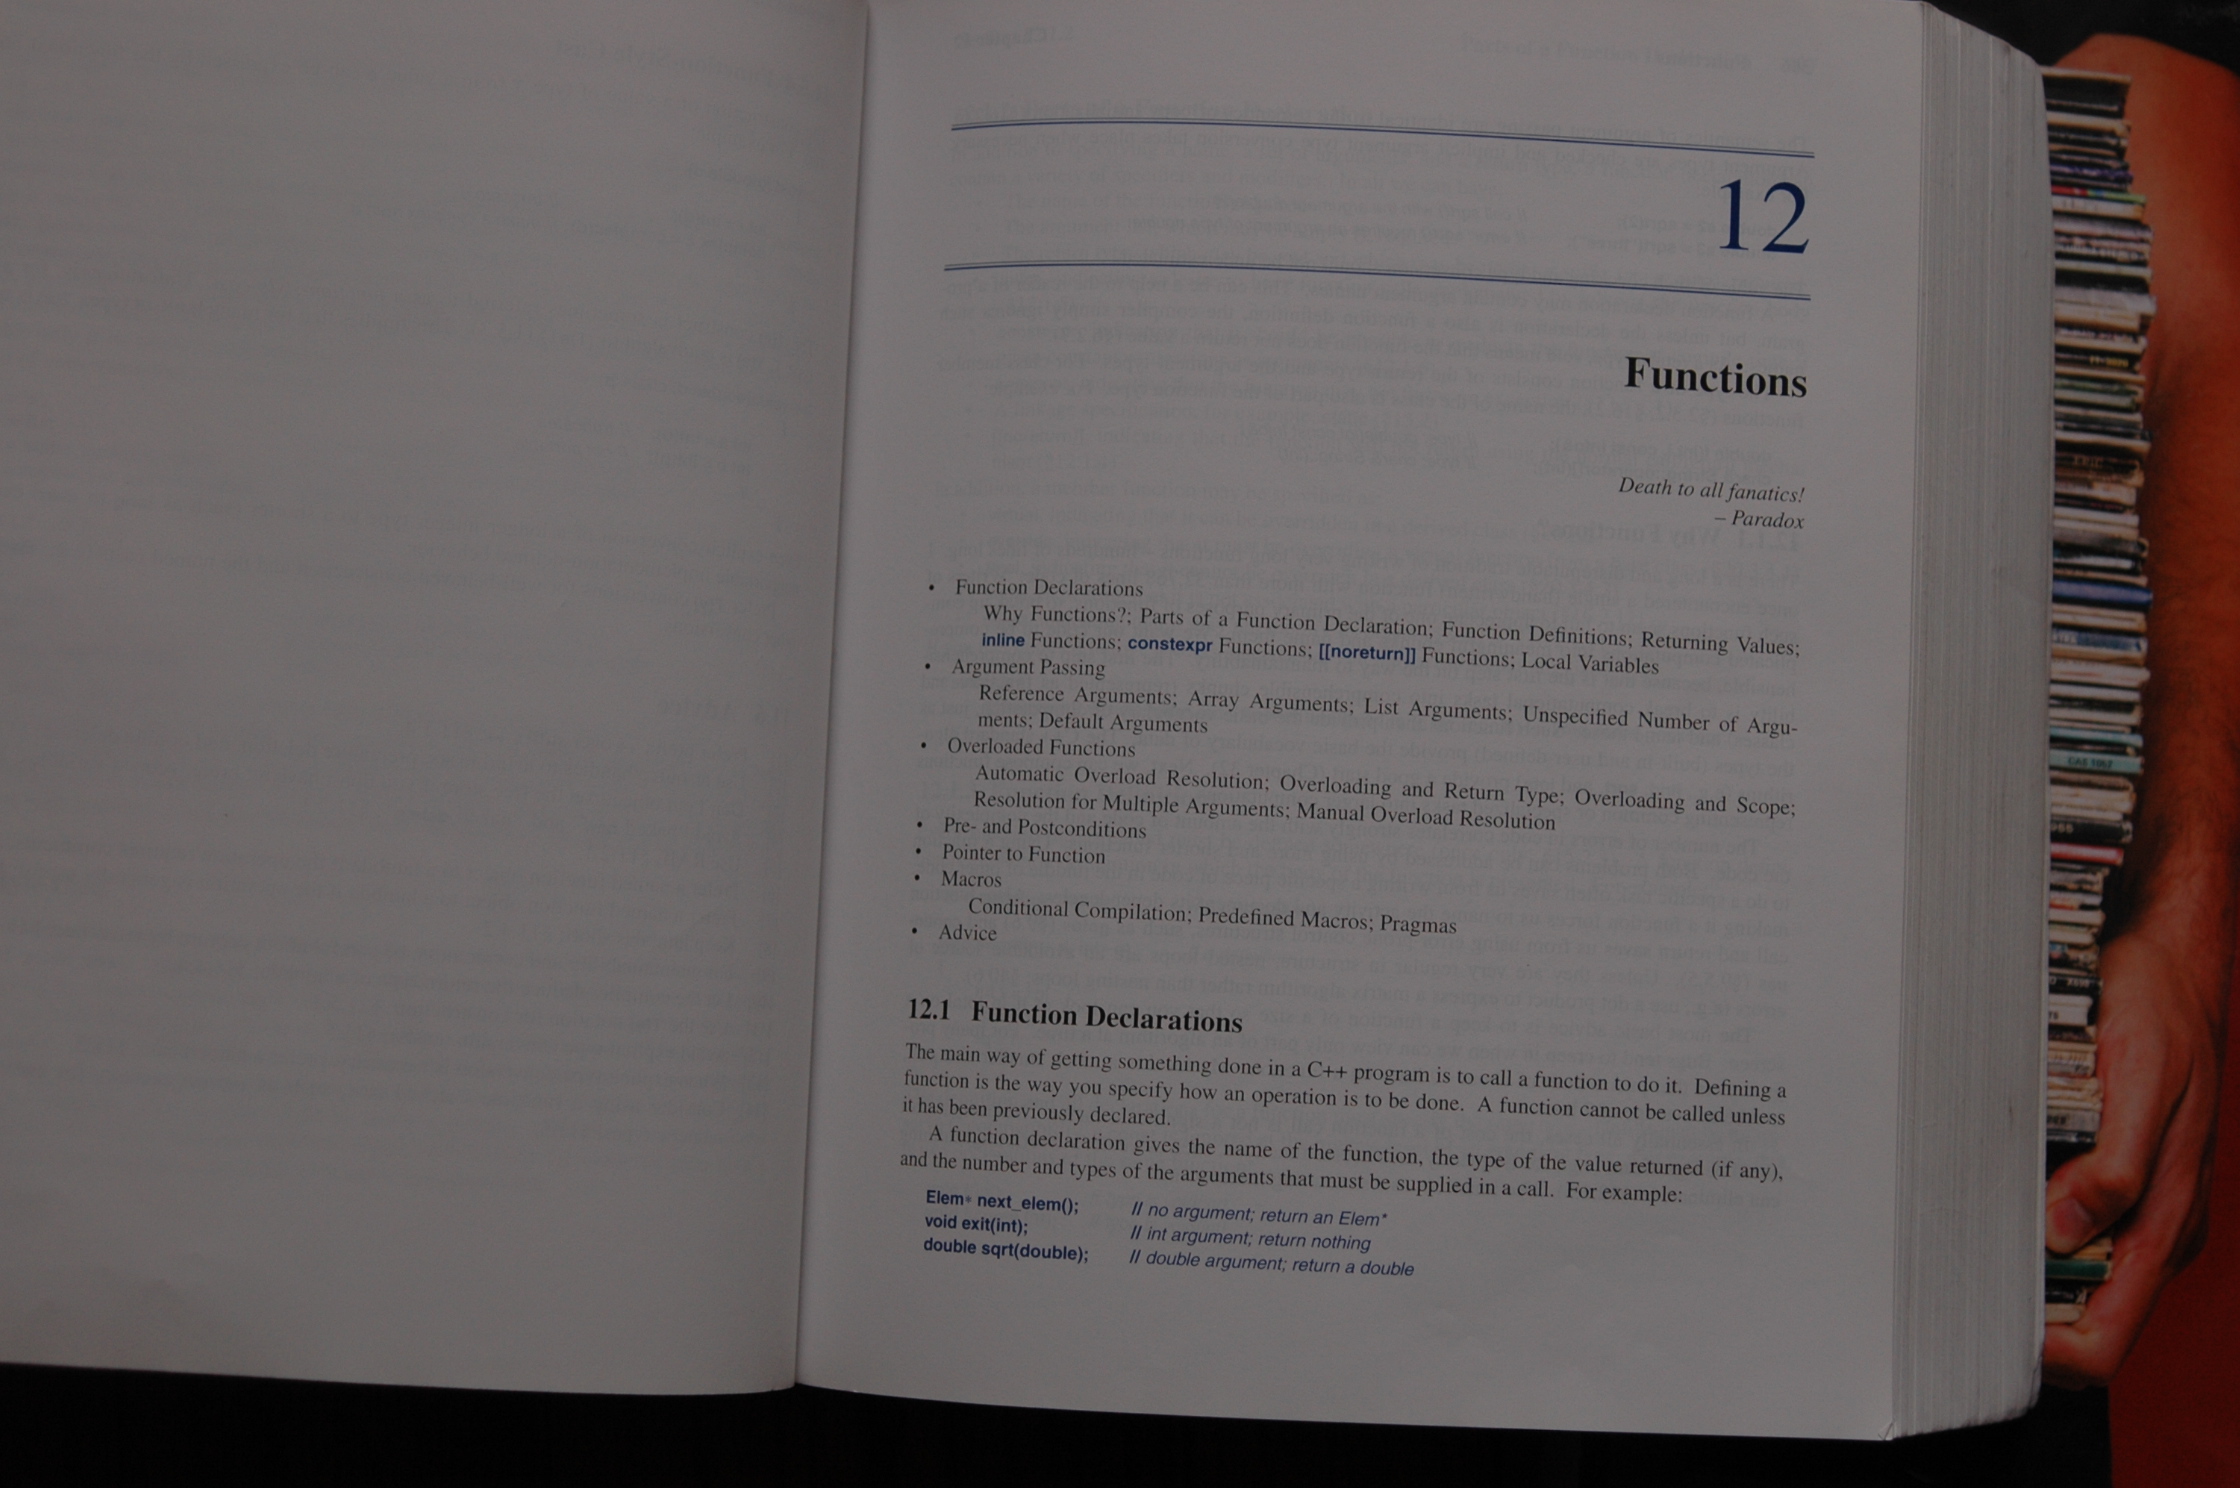 12
Functions
Death to all fanatics!
– Paradox
• Function Declarations
Why Functions?; Parts of a Function Declaration; Function Definitions; Returning Values;
inline Functions; constexpr Functions; [[noreturn]] Functions; Local Variables
• Argument Passing
Reference Arguments; Array Arguments; List Arguments; Unspecified Number of Argu-
ments; Default Arguments
• Overloaded Functions
Automatic Overload Resolution; Overloading and Return Type; Overloading and Scope;
Resolution for Multiple Arguments; Manual Overload Resolution
• Pre- and Postconditions
• Pointer to Function
• Macros
Conditional Compilation; Predefined Macros; Pragmas
• Advice
12.1 Function Declarations
The main way of getting something done in a C++ program is to call a function to do it. Defining a
function is the way you specify how an operation is to be done. A function cannot be called unless
it has been previously declared.
A function declaration gives the name of the function, the type of the value returned (if any),
and the number and types of the arguments that must be supplied in a call. For example:
Elem* next_elem(); // no argument; return an Elem*
void exit(int); // int argument; return nothing
double sqrt(double); // double argument; return a double